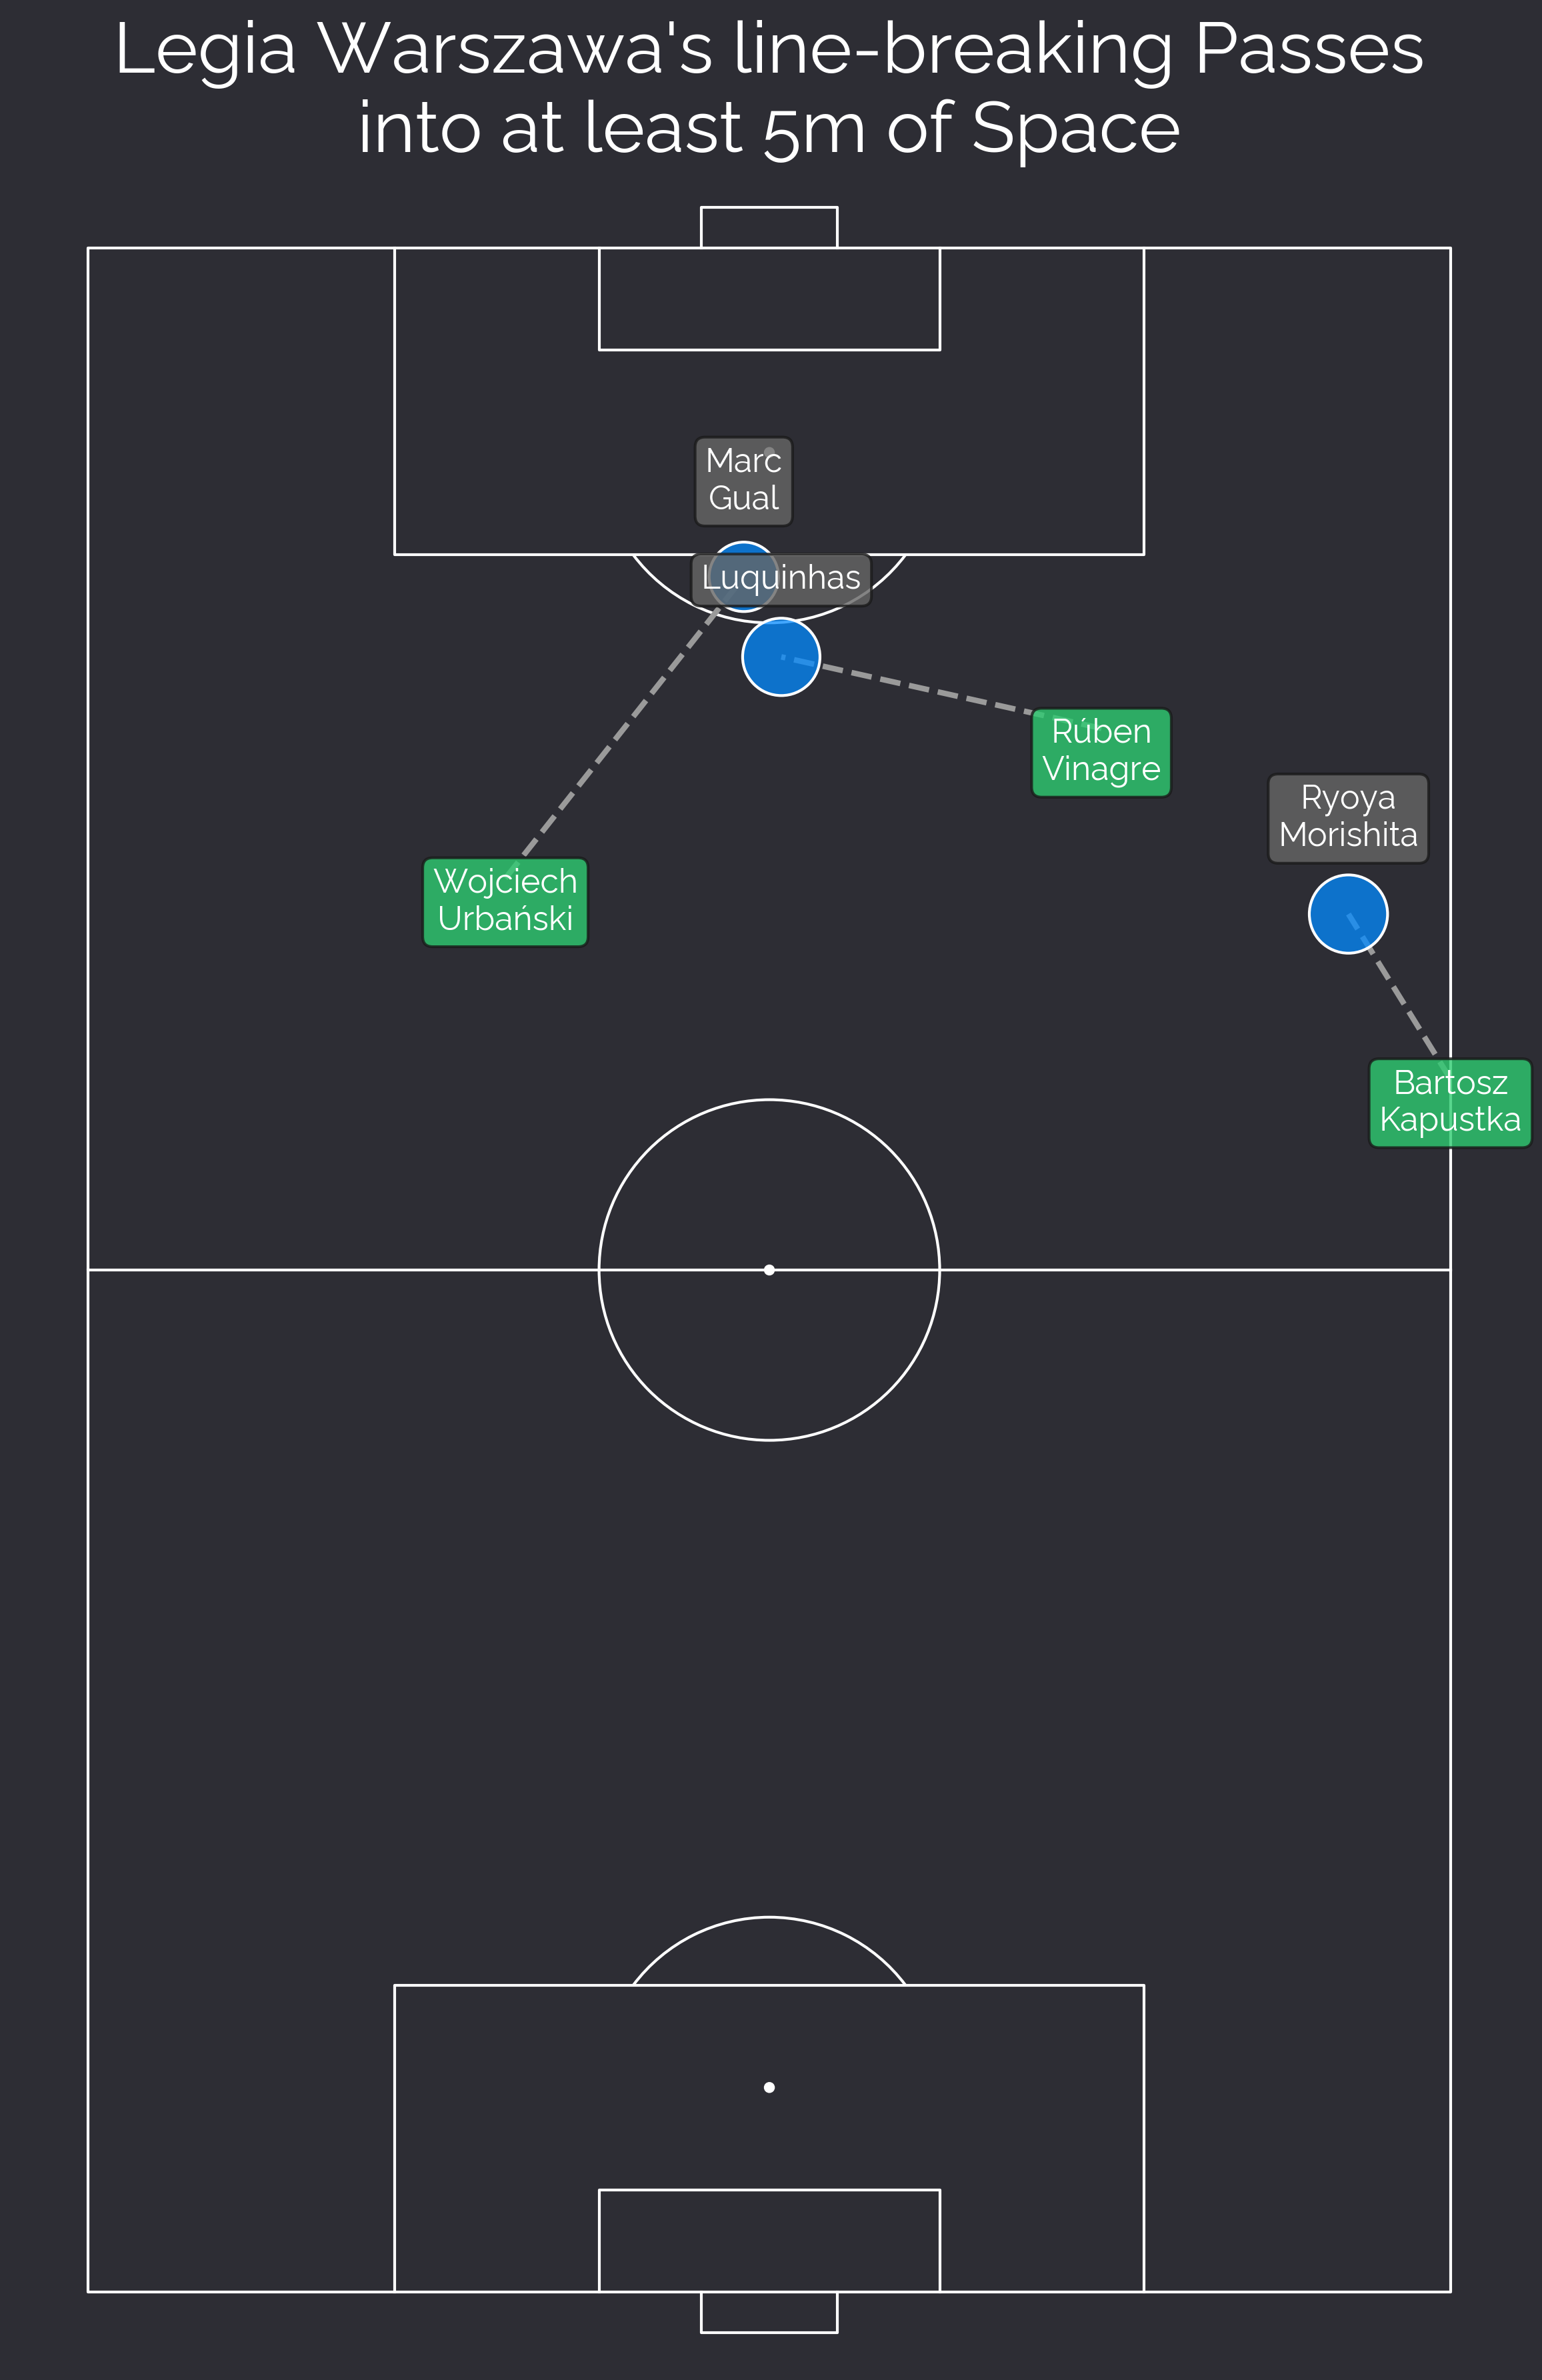 Legia Warszawa's line-breaking Passes
into at least 5m of Space
Marc
Gual
Luquinhas
Rúben
Vinagre
Ryoya
Morishita
Wojciech
Urbański
Bartosz
Kapustka